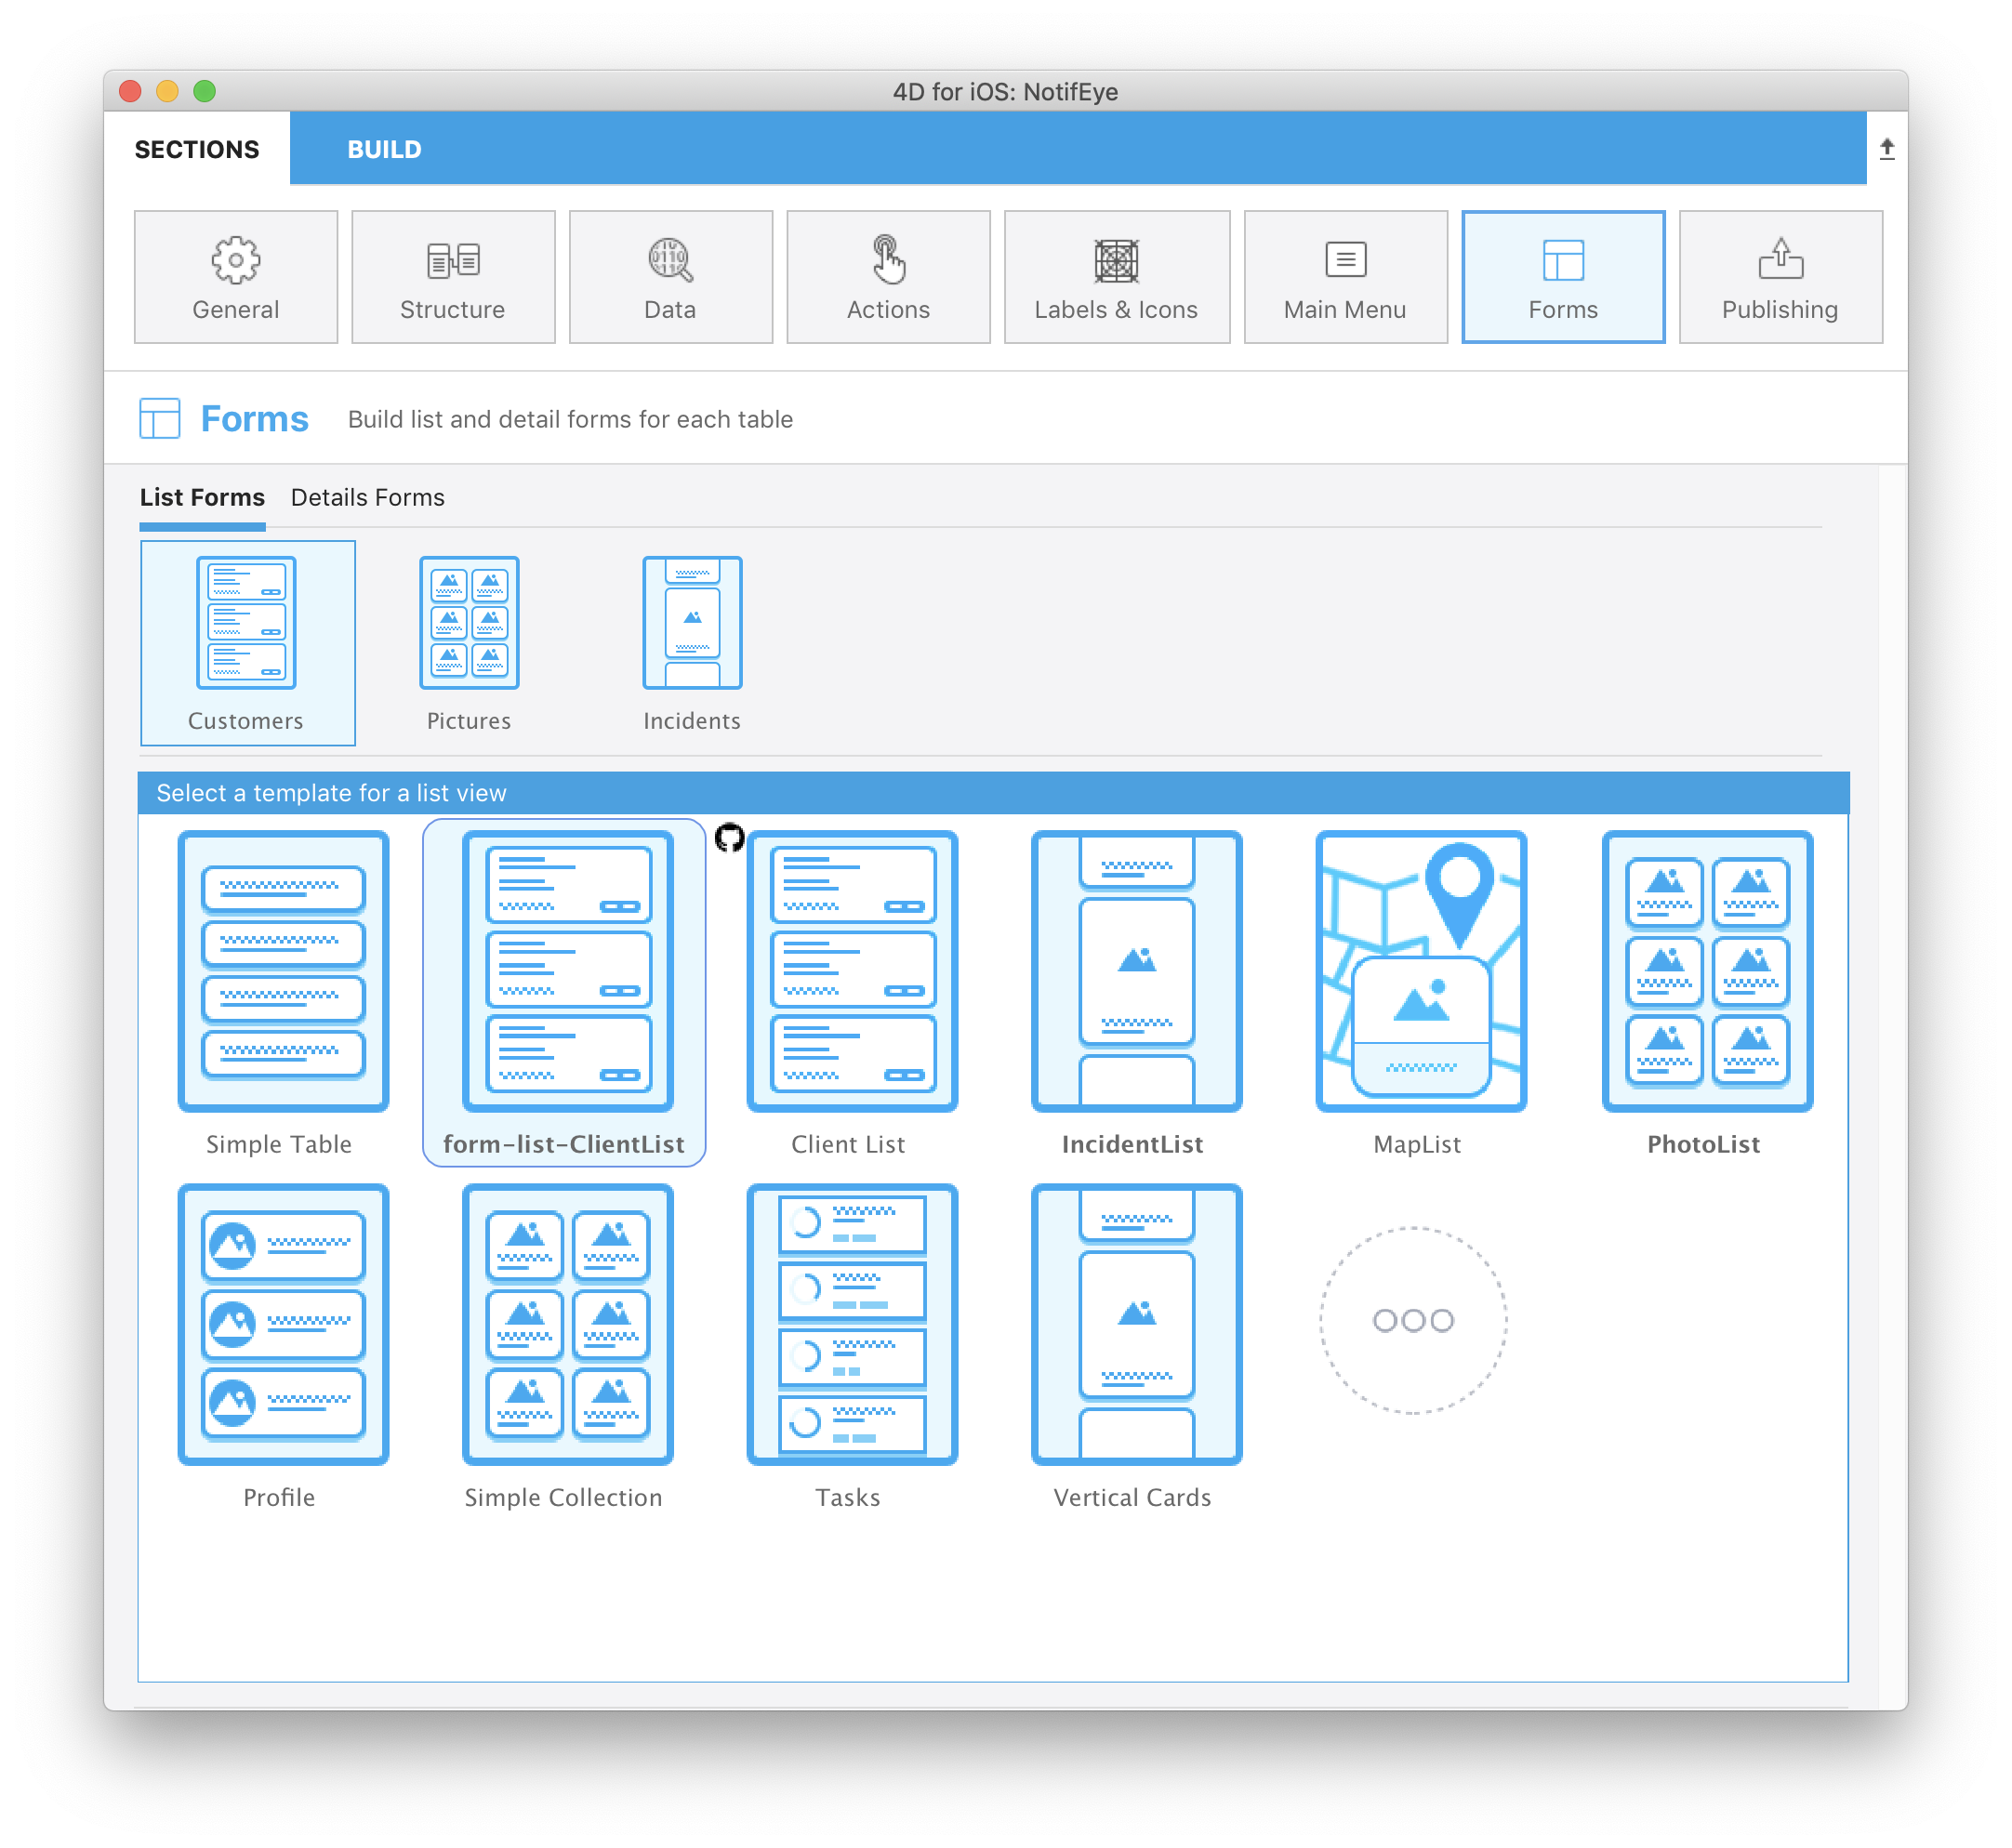 4D for iOS: NotifEye
SECTIONS BUILD
General Structure Data Actions Labels & Icons Main Menu Forms Publishing
Forms Build list and detail forms for each table
List Forms Details Forms
Customers Pictures Incidents
Select a template for a list view
Simple Table form-list-ClientList Client List IncidentList MapList PhotoList
Profile Simple Collection Tasks Vertical Cards